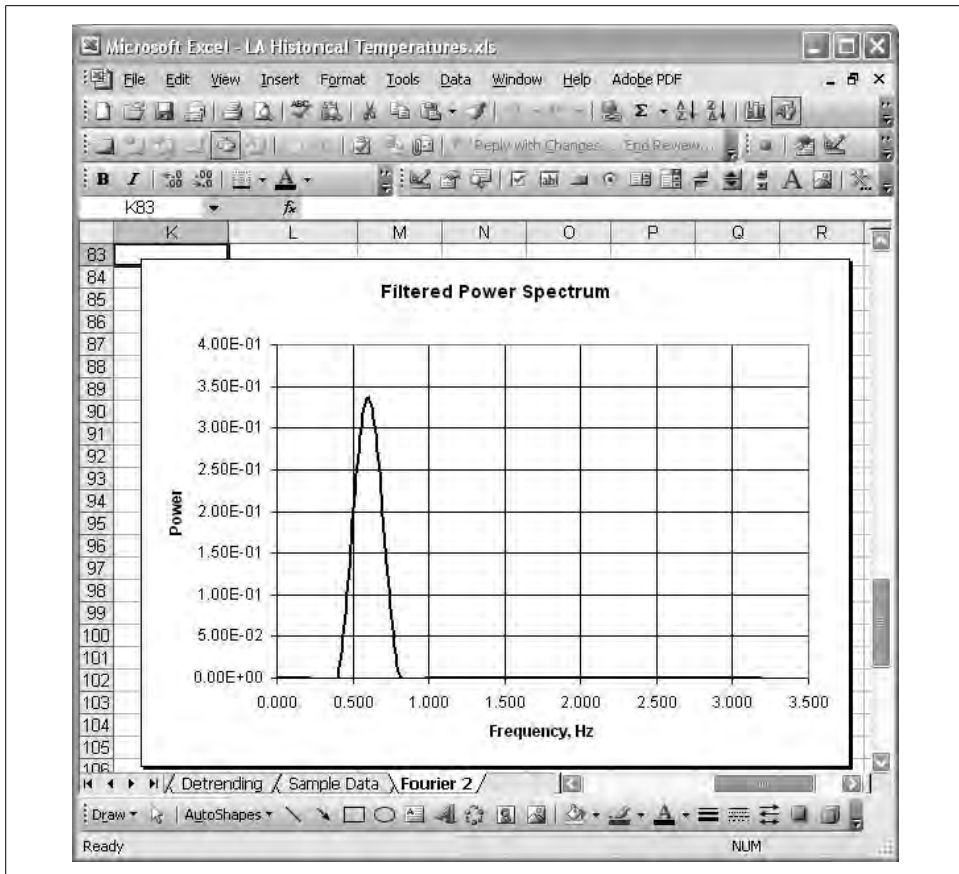 Microsoft Excel - LA Historical Temperatures.xls
File Edit View Insert Format Tools Data Window Help Adobe PDF
Reply with Changes... End Review...
B I A
K83 fx
K L M N O P Q R
83
84
85
86
87
88
89
90
91
92
93
94
95
96
97
98
99
100
101
102
103
104
105
106
Filtered Power Spectrum
4.00E-01
3.50E-01
3.00E-01
2.50E-01
2.00E-01
1.50E-01
1.00E-01
5.00E-02
0.00E+00
Power
0.000 0.500 1.000 1.500 2.000 2.500 3.000 3.500
Frequency, Hz
Detrending Sample Data Fourier 2
Draw AutoShapes
Ready NUM